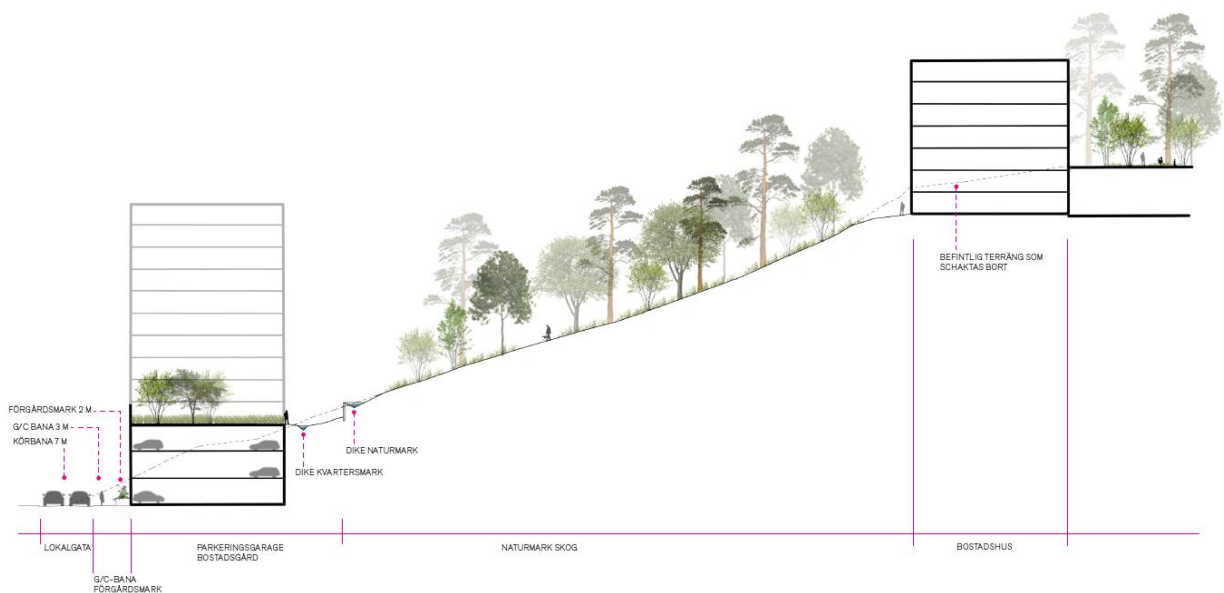 BEFINTLIG TERRÄNG SOM
SCHAKTAS BORT
FÖRGÅRDSMARK 2 M
G/C BANA 3 M
KÖRBANA 7 M
DIKE NATURMARK
DIKE KVARTERSMARK
LOKALGATA
PARKERINGSGARAGE
BOSTADSGÅRD
NATURMARK SKOG
BOSTADSHUS
G/C-BANA
FÖRGÅRDSMARK